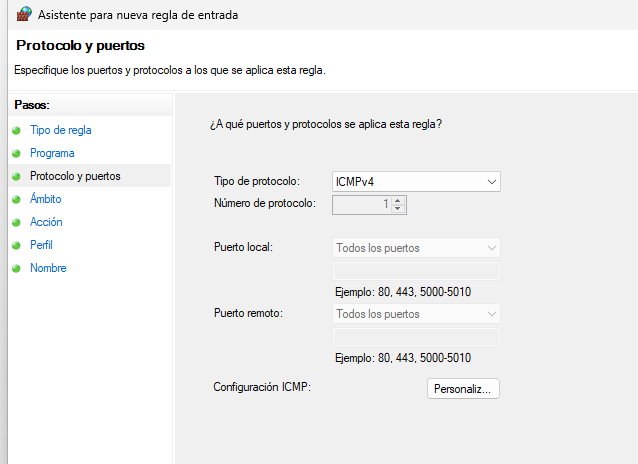 Asistente para nueva regla de entrada
Protocolo y puertos
Especifique los puertos y protocolos a los que se aplica esta regla.
Pasos:
Tipo de regla
Programa
Protocolo y puertos
Ámbito
Acción
Perfil
Nombre
¿A qué puertos y protocolos se aplica esta regla?
Tipo de protocolo: ICMPv4
Número de protocolo: 1
Puerto local: Todos los puertos
Ejemplo: 80, 443, 5000-5010
Puerto remoto: Todos los puertos
Ejemplo: 80, 443, 5000-5010
Configuración ICMP: Personaliz...